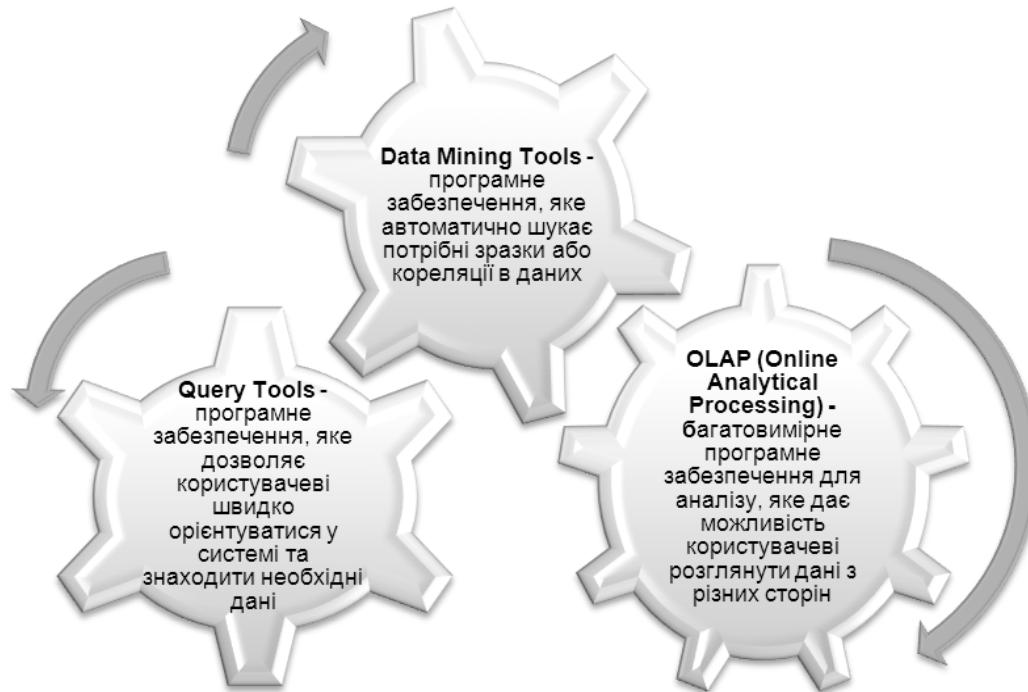 Data Mining Tools -
програмне
забезпечення, яке
автоматично шукає
потрібні зразки або
кореляції в даних
Query Tools -
програмне
забезпечення, яке
дозволяє
користувачеві
швидко
орієнтуватися у
системі та
знаходити необхідні
дані
OLAP (Online
Analytical
Processing) -
багатовимірне
програмне
забезпечення для
аналізу, яке дає
можливість
користувачеві
розглянути дані з
різних сторін